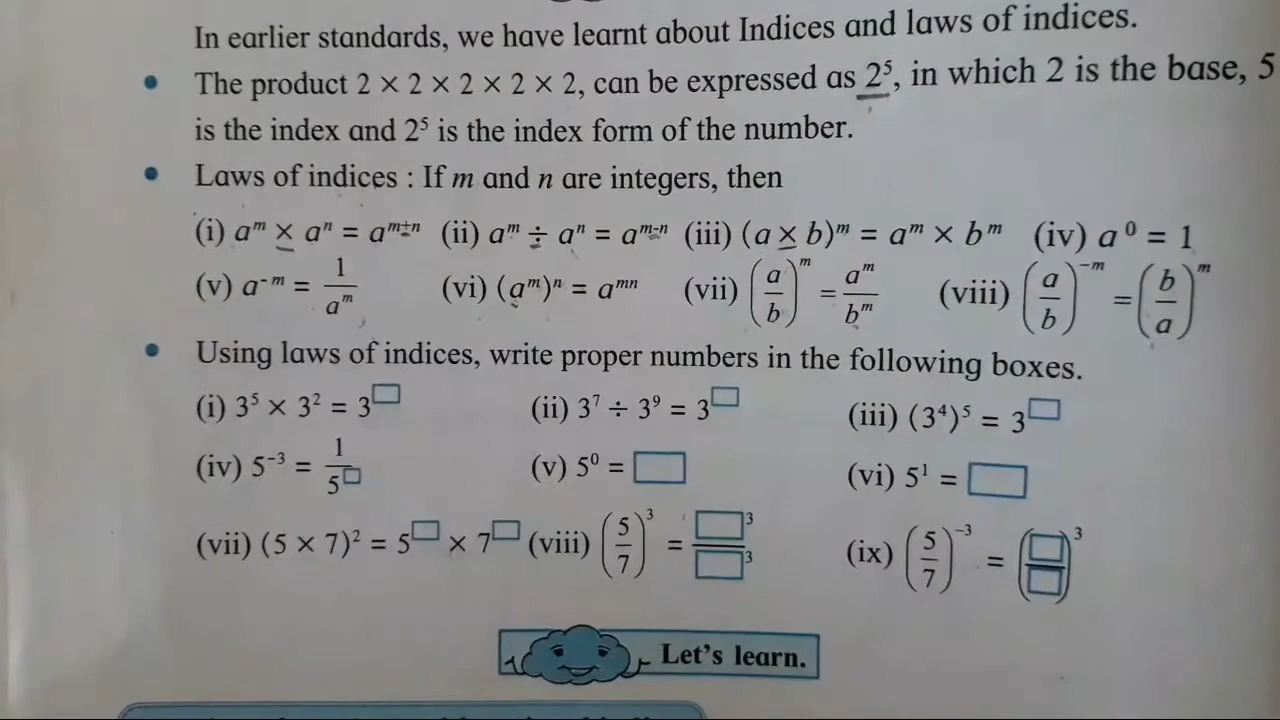 In earlier standards, we have learnt about Indices and laws of indices.
• The product 2 × 2 × 2 × 2 × 2, can be expressed as 2⁵, in which 2 is the base, 5
is the index and 2⁵ is the index form of the number.
• Laws of indices : If m and n are integers, then
(i) aᵐ × aⁿ = aᵐ⁺ⁿ (ii) aᵐ ÷ aⁿ = aᵐ⁻ⁿ (iii) (a × b)ᵐ = aᵐ × bᵐ (iv) a⁰ = 1
(v) a⁻ᵐ = 1/aᵐ (vi) (aᵐ)ⁿ = aᵐⁿ (vii) (a/b)ᵐ = aᵐ/bᵐ (viii) (a/b)⁻ᵐ = (b/a)ᵐ
• Using laws of indices, write proper numbers in the following boxes.
(i) 3⁵ × 3² = 3^□ (ii) 3⁷ ÷ 3⁹ = 3^□ (iii) (3⁴)⁵ = 3^□
(iv) 5⁻³ = 1/5^□ (v) 5⁰ = □ (vi) 5¹ = □
(vii) (5 × 7)² = 5^□ × 7^□ (viii) (5/7)³ = □³/□³ (ix) (5/7)⁻³ = (□/□)³
Let's learn.